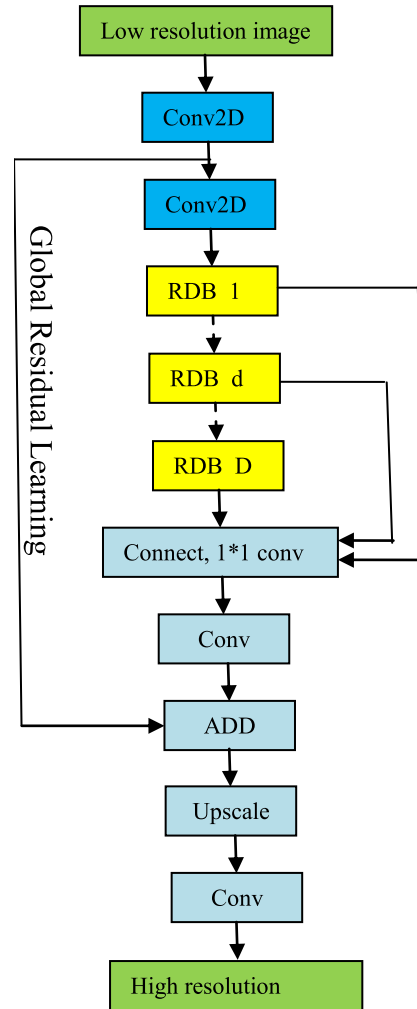 Low resolution image
Conv2D
Conv2D
Global Residual Learning
RDB 1
RDB d
RDB D
Connect, 1*1 conv
Conv
ADD
Upscale
Conv
High resolution